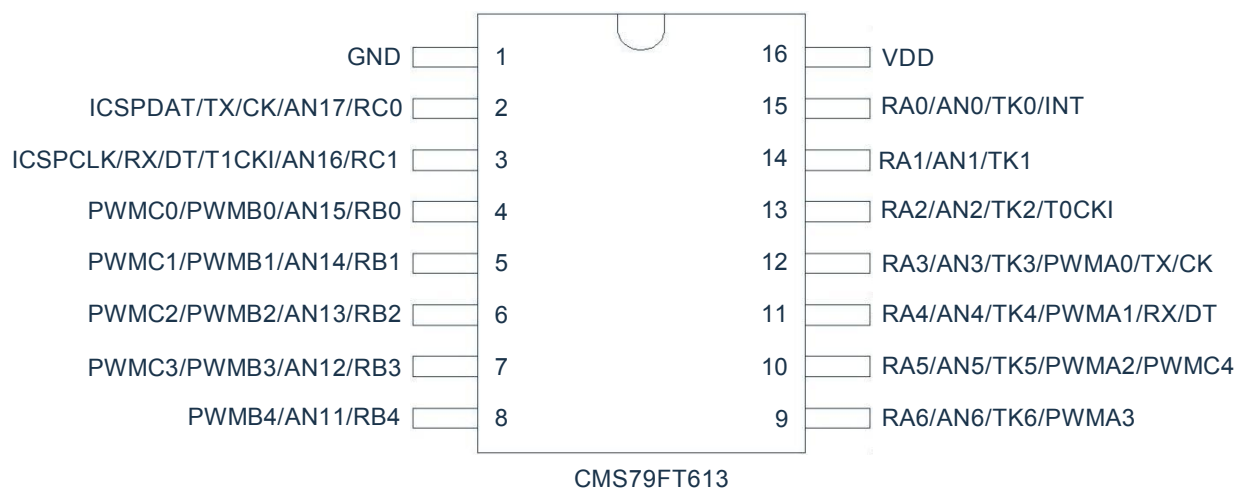 GND 1 16 VDD
ICSPDAT/TX/CK/AN17/RC0 2 15 RA0/AN0/TK0/INT
ICSPCLK/RX/DT/T1CKI/AN16/RC1 3 14 RA1/AN1/TK1
PWMC0/PWMB0/AN15/RB0 4 13 RA2/AN2/TK2/T0CKI
PWMC1/PWMB1/AN14/RB1 5 12 RA3/AN3/TK3/PWMA0/TX/CK
PWMC2/PWMB2/AN13/RB2 6 11 RA4/AN4/TK4/PWMA1/RX/DT
PWMC3/PWMB3/AN12/RB3 7 10 RA5/AN5/TK5/PWMA2/PWMC4
PWMB4/AN11/RB4 8 9 RA6/AN6/TK6/PWMA3
CMS79FT613